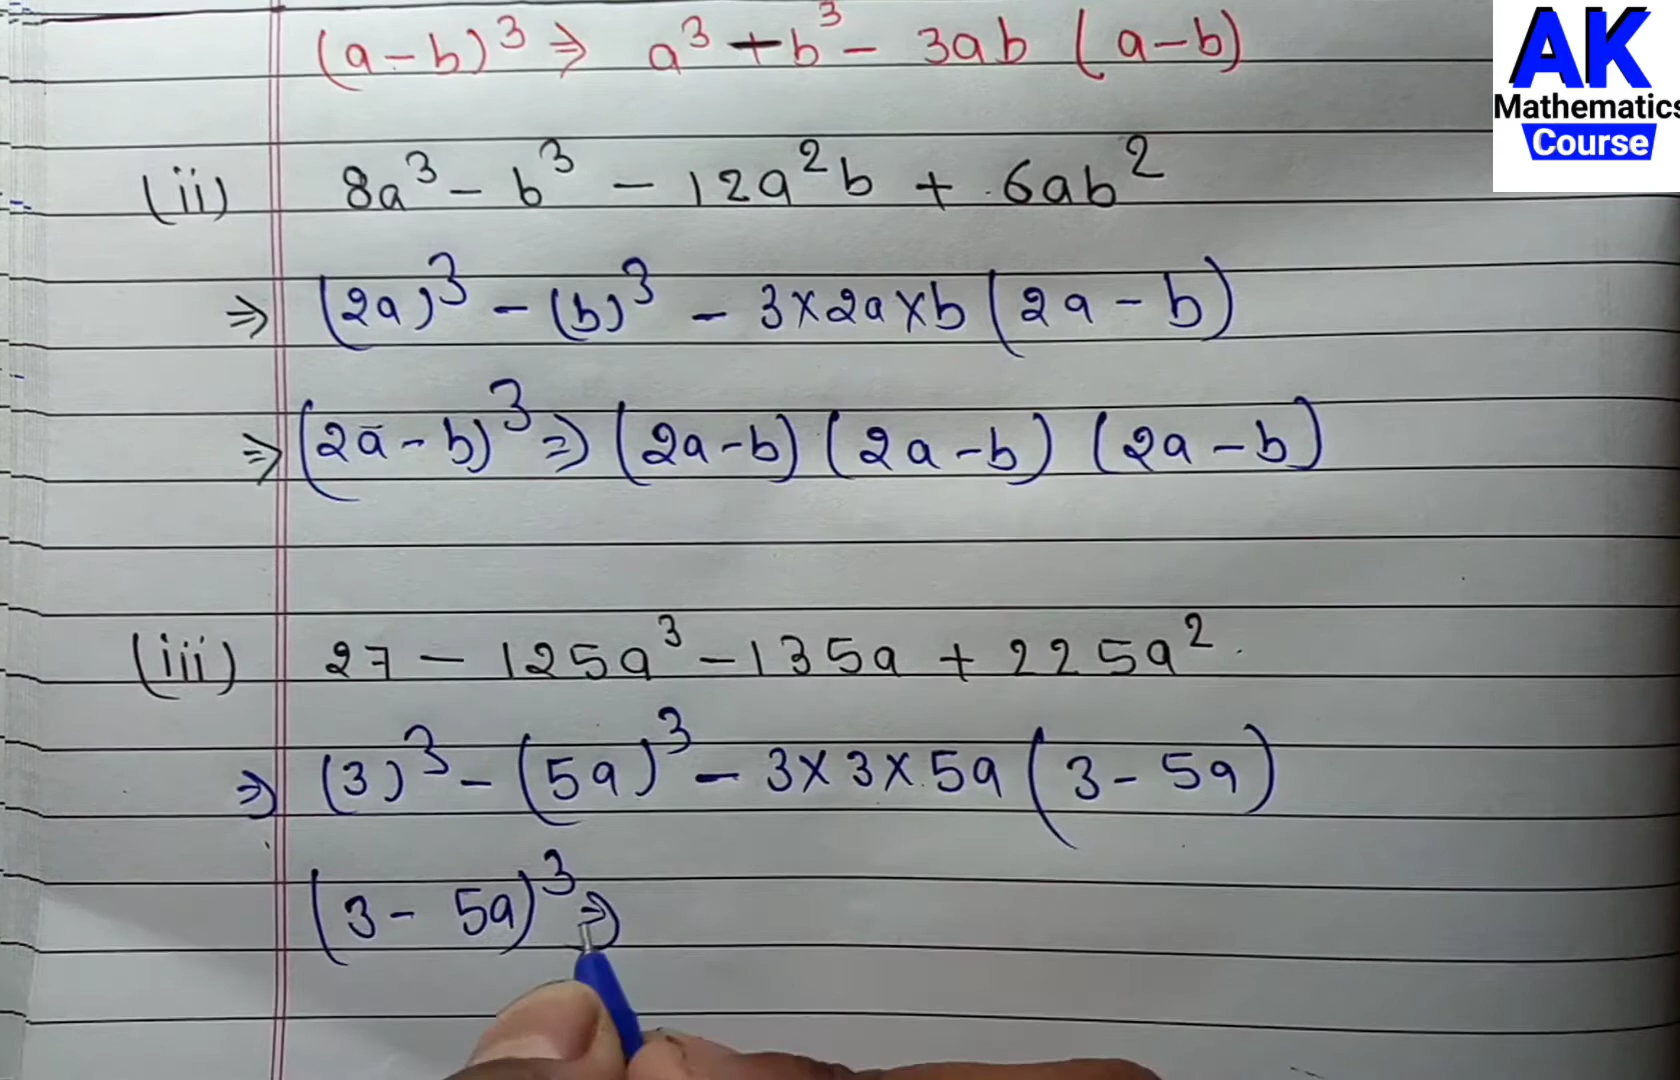 (a-b)³ ⇒ a³ + b³ - 3ab (a-b)
AK
Mathematics
Course
(ii) 8a³ - b³ - 12a²b + 6ab²
⇒ (2a)³ - (b)³ - 3×2a×b (2a - b)
⇒ (2a - b)³ ⇒ (2a-b) (2a-b) (2a-b)
(iii) 27 - 125a³ - 135a + 225a²
⇒ (3)³ - (5a)³ - 3×3×5a (3 - 5a)
(3 - 5a)³ ⇒